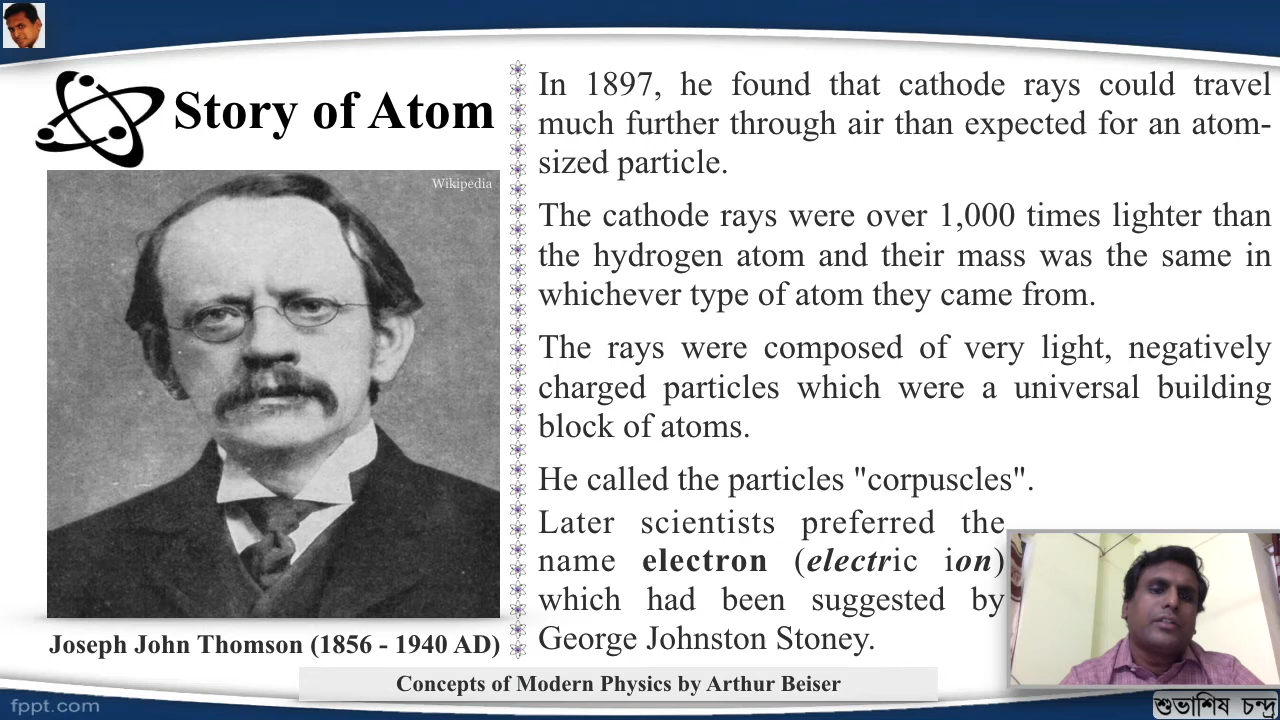 Story of Atom
Wikipedia
Joseph John Thomson (1856 - 1940 AD)
In 1897, he found that cathode rays could travel
much further through air than expected for an atom-
sized particle.
The cathode rays were over 1,000 times lighter than
the hydrogen atom and their mass was the same in
whichever type of atom they came from.
The rays were composed of very light, negatively
charged particles which were a universal building
block of atoms.
He called the particles "corpuscles".
Later scientists preferred the
name electron (electric ion)
which had been suggested by
George Johnston Stoney.
Concepts of Modern Physics by Arthur Beiser
fppt.com
শুভাশিষ চন্দ্র